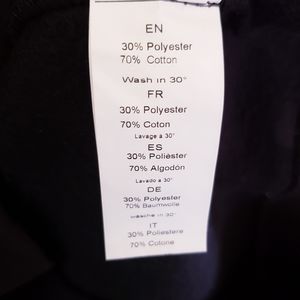 EN
30% Polyester
70% Cotton
Wash in 30°
FR
30% Polyester
70% Coton
Lavage à 30°
ES
30% Poliéster
70% Algodón
Lavado a 30°
DE
30% Polyester
70% Baumwolle
wasche in 30°
IT
30% Poliestere
70% Cotone